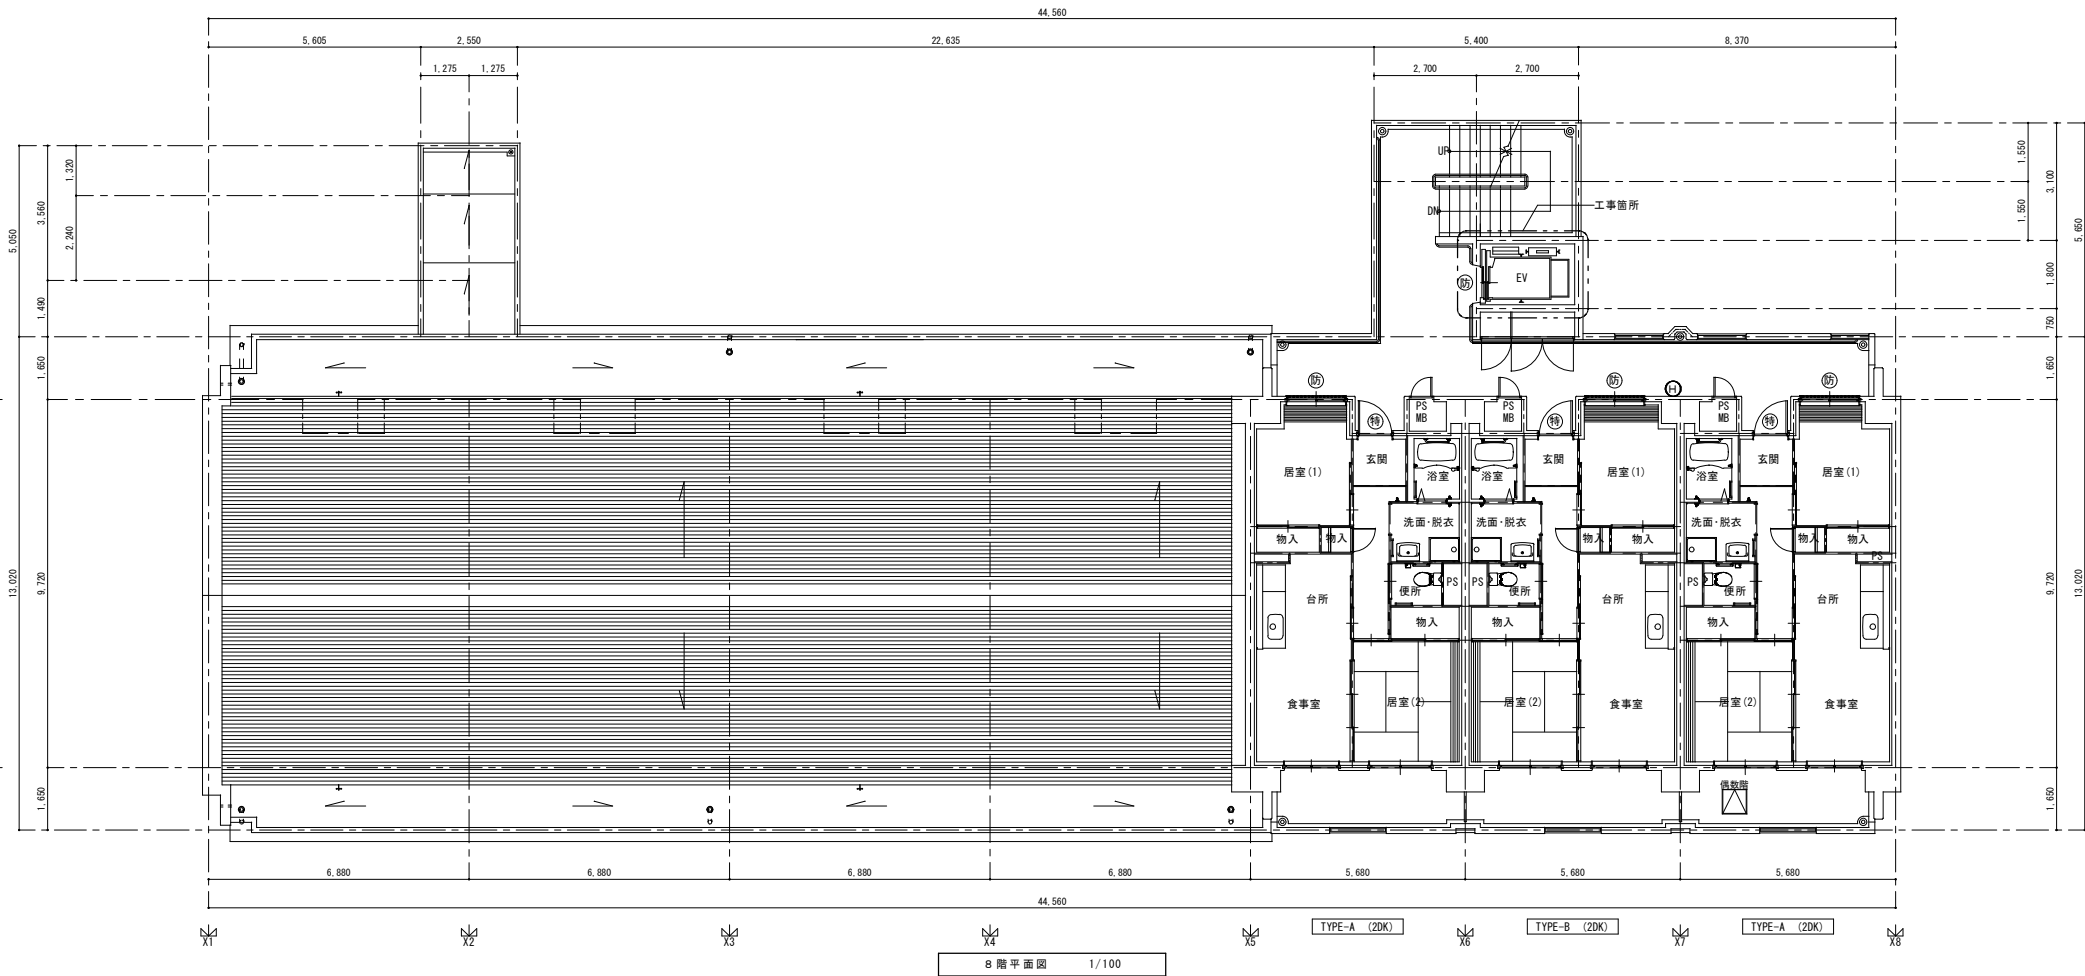 44,560
5,605
2,550
22,635
5,400
8,370
1,275
1,275
2,700
2,700
5,050
3,560
1,320
2,240
1,490
13,020
1,650
9,720
1,650
1,550
1,550
3,100
5,650
1,800
750
1,650
9,720
13,020
1,650
UP
DN
工事箇所
EV
防
防
防
H
防
特
PS
MB
PS
MB
特
PS
MB
特
居室(1)
玄関
浴室
浴室
玄関
居室(1)
浴室
玄関
居室(1)
洗面・脱衣
洗面・脱衣
洗面・脱衣
物入
物入
物入
物入
物入
物入
PS
台所
便所
PS
PS
便所
台所
PS
便所
台所
物入
物入
物入
食事室
居室(2)
居室(2)
食事室
居室(2)
食事室
偶数階
6,880
6,880
6,880
6,880
5,680
5,680
5,680
44,560
TYPE-A (2DK)
TYPE-B (2DK)
TYPE-A (2DK)
X1
X2
X3
X4
X5
X6
X7
X8
8階平面図 1/100